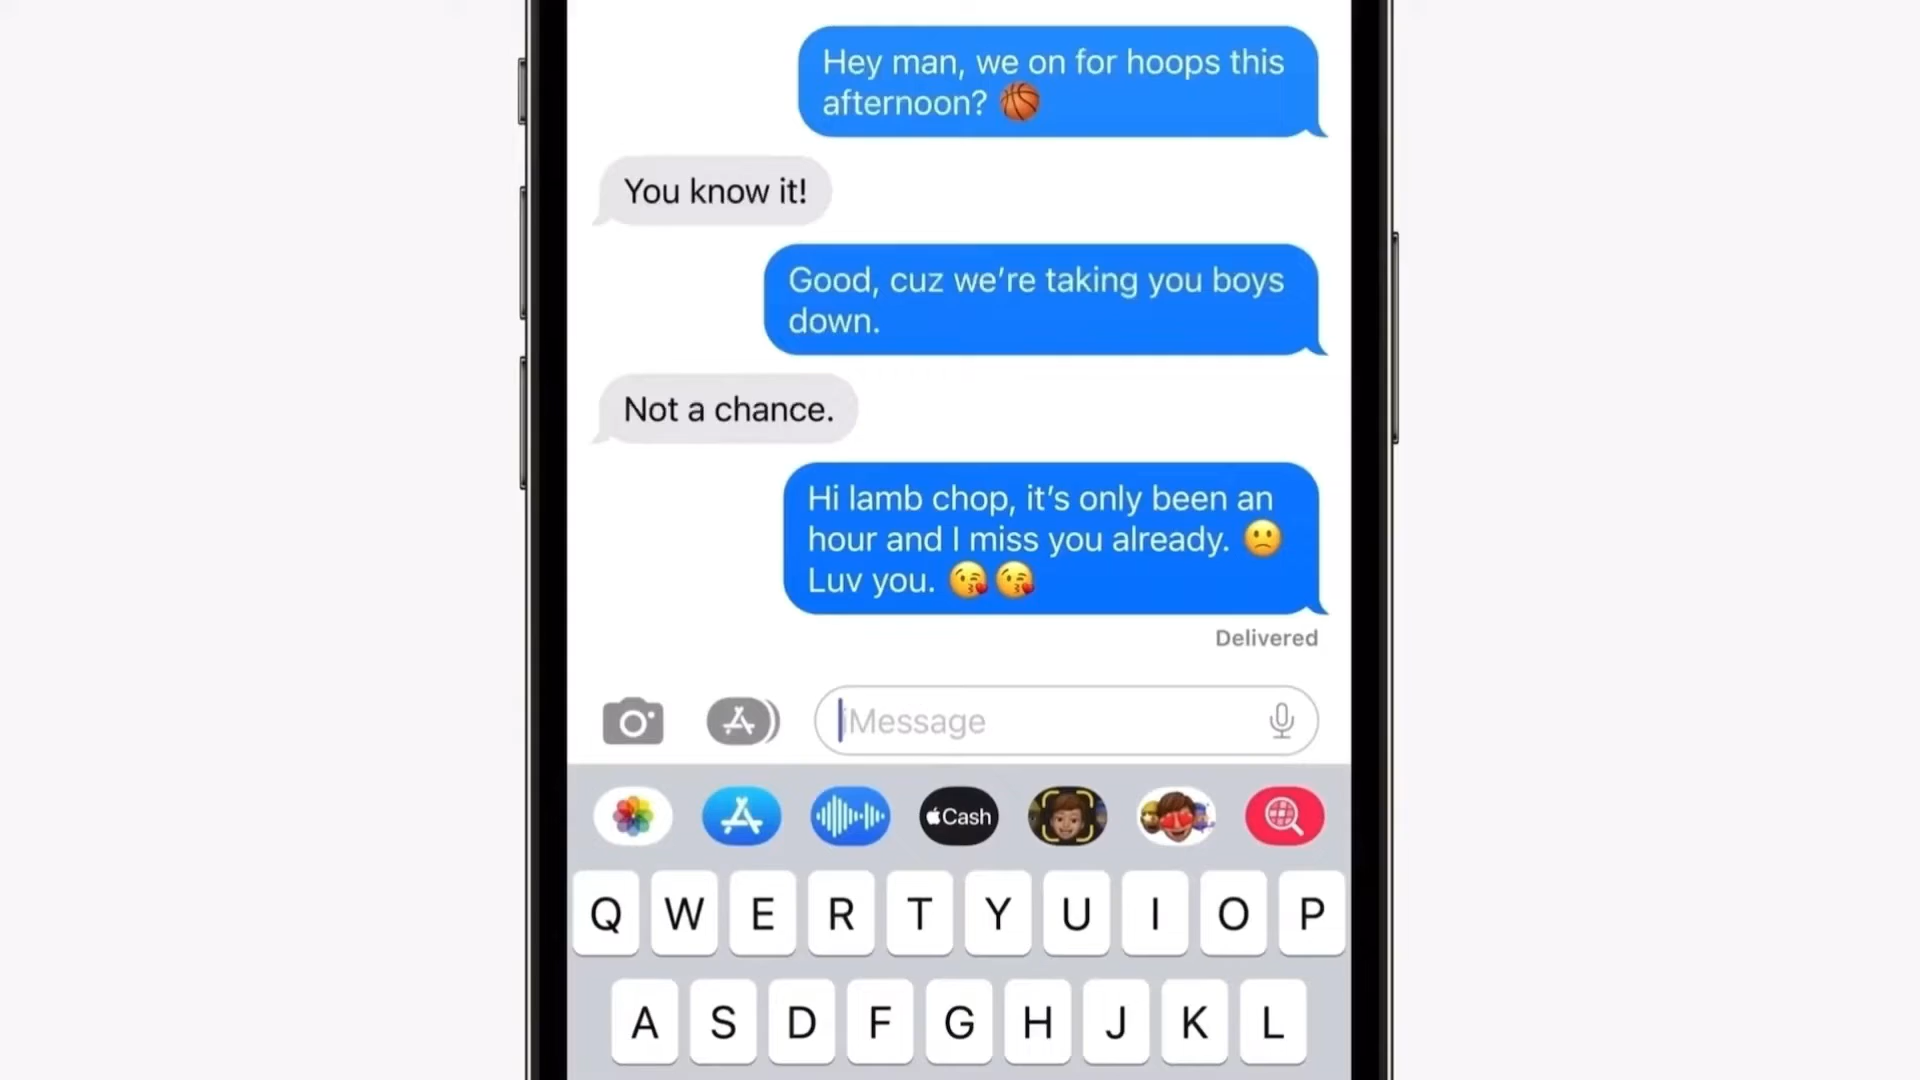 Hey man, we on for hoops this
afternoon? 🏀
You know it!
Good, cuz we’re taking you boys
down.
Not a chance.
Hi lamb chop, it’s only been an
hour and I miss you already. 🙁
Luv you. 😘😘
Delivered
iMessage
Cash
Q W E R T Y U I O P
A S D F G H J K L